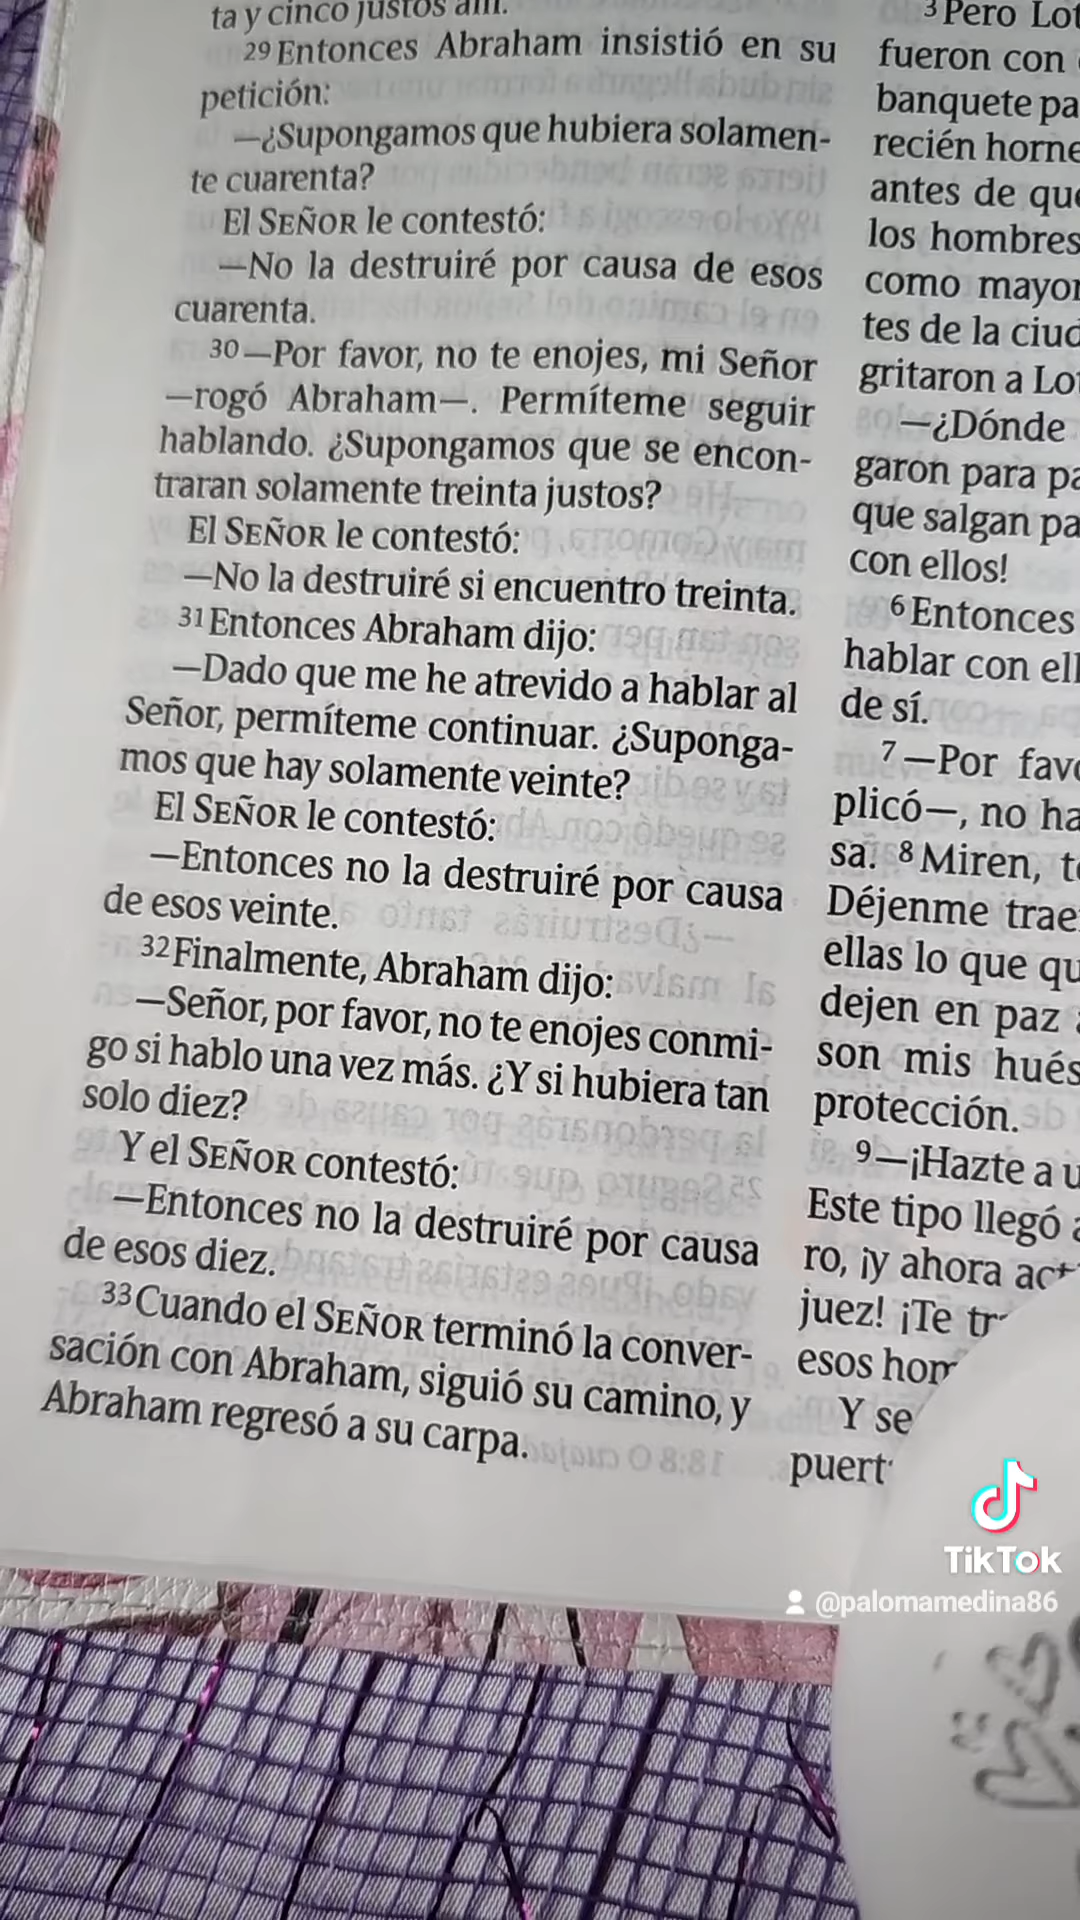 ta y cinco justos allí.
29 Entonces Abraham insistió en su
petición:
—¿Supongamos que hubiera solamen-
te cuarenta?
El SEÑOR le contestó:
—No la destruiré por causa de esos
cuarenta.
30 —Por favor, no te enojes, mi Señor
—rogó Abraham—. Permíteme seguir
hablando. ¿Supongamos que se encon-
traran solamente treinta justos?
El SEÑOR le contestó:
—No la destruiré si encuentro treinta.
31 Entonces Abraham dijo:
—Dado que me he atrevido a hablar al
Señor, permíteme continuar. ¿Suponga-
mos que hay solamente veinte?
El SEÑOR le contestó:
—Entonces no la destruiré por causa
de esos veinte.
32 Finalmente, Abraham dijo:
—Señor, por favor, no te enojes conmi-
go si hablo una vez más. ¿Y si hubiera tan
solo diez?
Y el SEÑOR contestó:
—Entonces no la destruiré por causa
de esos diez.
33 Cuando el SEÑOR terminó la conver-
sación con Abraham, siguió su camino, y
Abraham regresó a su carpa.
3 Pero Lot
fueron con
banquete pa
recién horne
antes de que
los hombres
como mayor
tes de la ciud
gritaron a Lot
—¿Dónde
garon para pa
que salgan pa
con ellos!
6 Entonces
hablar con ell
de sí.
7 —Por favo
plicó—, no ha
sa. 8 Miren, te
Déjenme trae
ellas lo que qu
dejen en paz
son mis hués
protección.
9 —¡Hazte a u
Este tipo llegó a
ro, ¡y ahora act
juez! ¡Te tr
esos hom
Y se
puert
TikTok
@palomamedina86